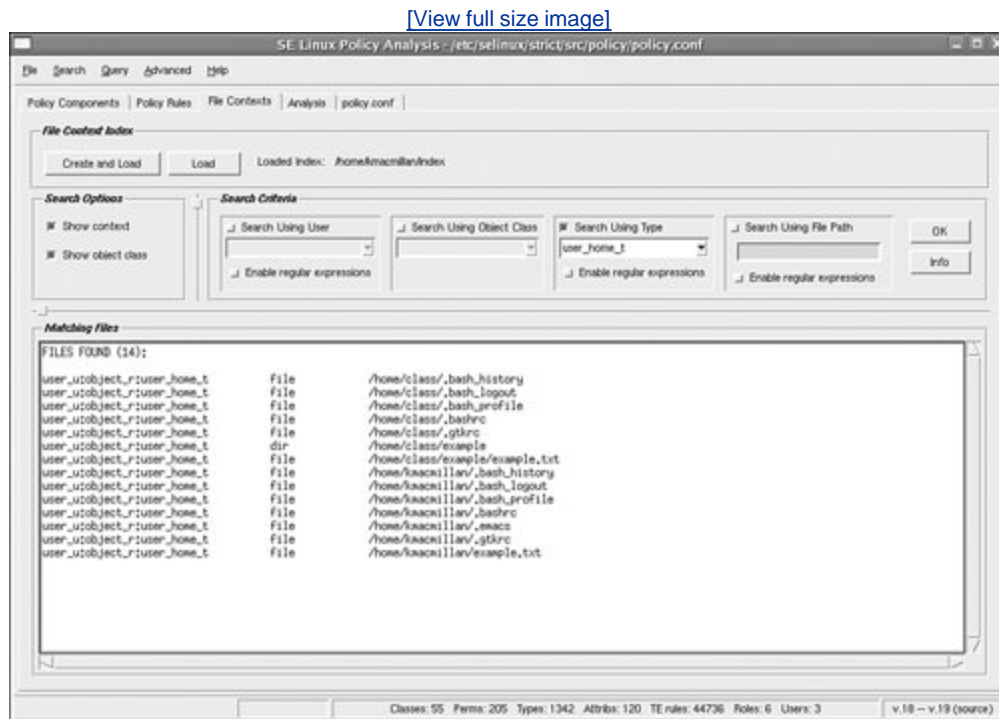 [View full size image]
SE Linux Policy Analysis - /etc/selinux/strict/src/policy/policy.conf
File Search Query Advanced Help
Policy Components Policy Rules File Contexts Analysis policy.conf
File Context Index
Create and Load Load Loaded Index: /home/kmacmillan/index
Search Options
Show context
Show object class
Search Criteria
Search Using User Search Using Object Class Search Using Type Search Using File Path
user_home_t
Enable regular expressions Enable regular expressions Enable regular expressions
OK
Info
Matching Files
FILES FOUND (14):
user_u:object_r:user_home_t file /home/class/.bash_history
user_u:object_r:user_home_t file /home/class/.bash_logout
user_u:object_r:user_home_t file /home/class/.bash_profile
user_u:object_r:user_home_t file /home/class/.bashrc
user_u:object_r:user_home_t file /home/class/.gtkrc
user_u:object_r:user_home_t dir /home/class/example
user_u:object_r:user_home_t file /home/class/example/example.txt
user_u:object_r:user_home_t file /home/kmacmillan/.bash_history
user_u:object_r:user_home_t file /home/kmacmillan/.bash_logout
user_u:object_r:user_home_t file /home/kmacmillan/.bash_profile
user_u:object_r:user_home_t file /home/kmacmillan/.bashrc
user_u:object_r:user_home_t file /home/kmacmillan/.emacs
user_u:object_r:user_home_t file /home/kmacmillan/.gtkrc
user_u:object_r:user_home_t file /home/kmacmillan/example.txt
Classes: 55 Perms: 205 Types: 1342 Attribs: 120 TE rules: 44736 Roles: 6 Users: 3 v.18 -- v.19 (source)